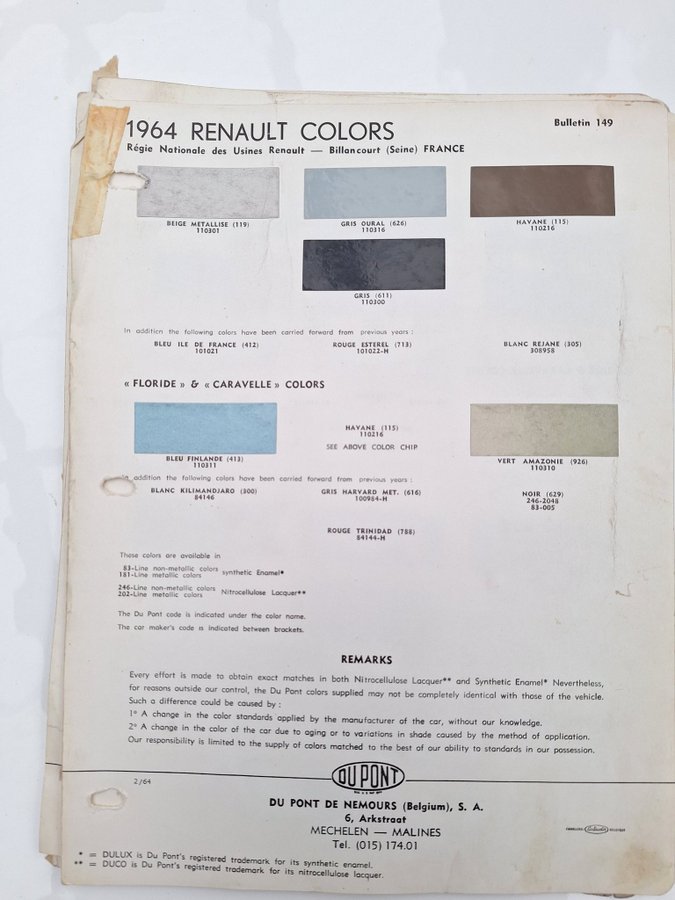 1964 RENAULT COLORS
Bulletin 149
Régie Nationale des Usines Renault — Billancourt (Seine) FRANCE
BEIGE METALLISE (119)
110301
GRIS OURAL (626)
110316
HAVANE (115)
110216
GRIS (611)
110300
In addition the following colors have been carried forward from previous years :
BLEU ILE DE FRANCE (412)
101021
ROUGE ESTEREL (713)
101022-H
BLANC REJANE (305)
308958
« FLORIDE » & « CARAVELLE » COLORS
BLEU FINLANDE (413)
110311
HAVANE (115)
110216
SEE ABOVE COLOR CHIP
VERT AMAZONIE (926)
110310
In addition the following colors have been carried forward from previous years :
BLANC KILIMANDJARO (300)
84146
GRIS HARVARD MET. (616)
100984-H
NOIR (629)
246-2048
83-005
ROUGE TRINIDAD (788)
84144-H
These colors are available in
83-Line non-metallic colors
181-Line metallic colors
synthetic Enamel*
246-Line non-metallic colors
202-Line metallic colors
Nitrocellulose Lacquer**
The Du Pont code is indicated under the color name.
The car maker's code is indicated between brackets.
REMARKS
Every effort is made to obtain exact matches in both Nitrocellulose Lacquer** and Synthetic Enamel* Nevertheless,
for reasons outside our control, the Du Pont colors supplied may not be completely identical with those of the vehicle.
Such a difference could be caused by :
1° A change in the color standards applied by the manufacturer of the car, without our knowledge.
2° A change in the color of the car due to aging or to variations in shade caused by the method of application.
Our responsibility is limited to the supply of colors matched to the best of our ability to standards in our possession.
2/64
DU PONT
DU PONT DE NEMOURS (Belgium), S. A.
6, Arkstraat
MECHELEN — MALINES
Tel. (015) 174.01
* = DULUX is Du Pont's registered trademark for its synthetic enamel.
** = DUCO is Du Pont's registered trademark for its nitrocellulose lacquer.